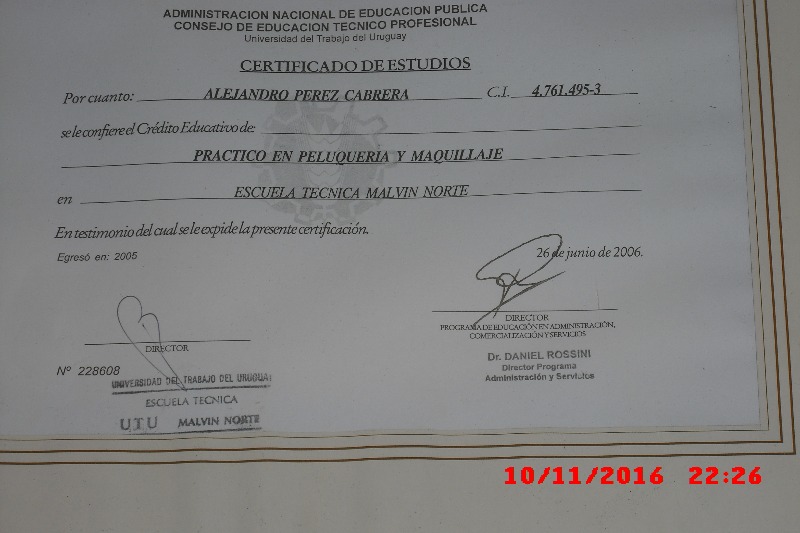 ADMINISTRACION NACIONAL DE EDUCACION PUBLICA
CONSEJO DE EDUCACION TECNICO PROFESIONAL
Universidad del Trabajo del Uruguay
CERTIFICADO DE ESTUDIOS
Por cuanto: ALEJANDRO PEREZ CABRERA C.I. 4.761.495-3
se le confiere el Crédito Educativo de:
PRACTICO EN PELUQUERIA Y MAQUILLAJE
en ESCUELA TECNICA MALVIN NORTE
En testimonio del cual se le expide la presente certificación.
Egresó en: 2005
26 de junio de 2006.
DIRECTOR
PROGRAMA DE EDUCACIÓN EN ADMINISTRACIÓN,
COMERCIALIZACIÓN Y SERVICIOS
Dr. DANIEL ROSSINI
Director Programa
Administración y Servicios
DIRECTOR
Nº 228608
UNIVERSIDAD DEL TRABAJO DEL URUGUAY
ESCUELA TECNICA
UTU MALVIN NORTE
10/11/2016 22:26